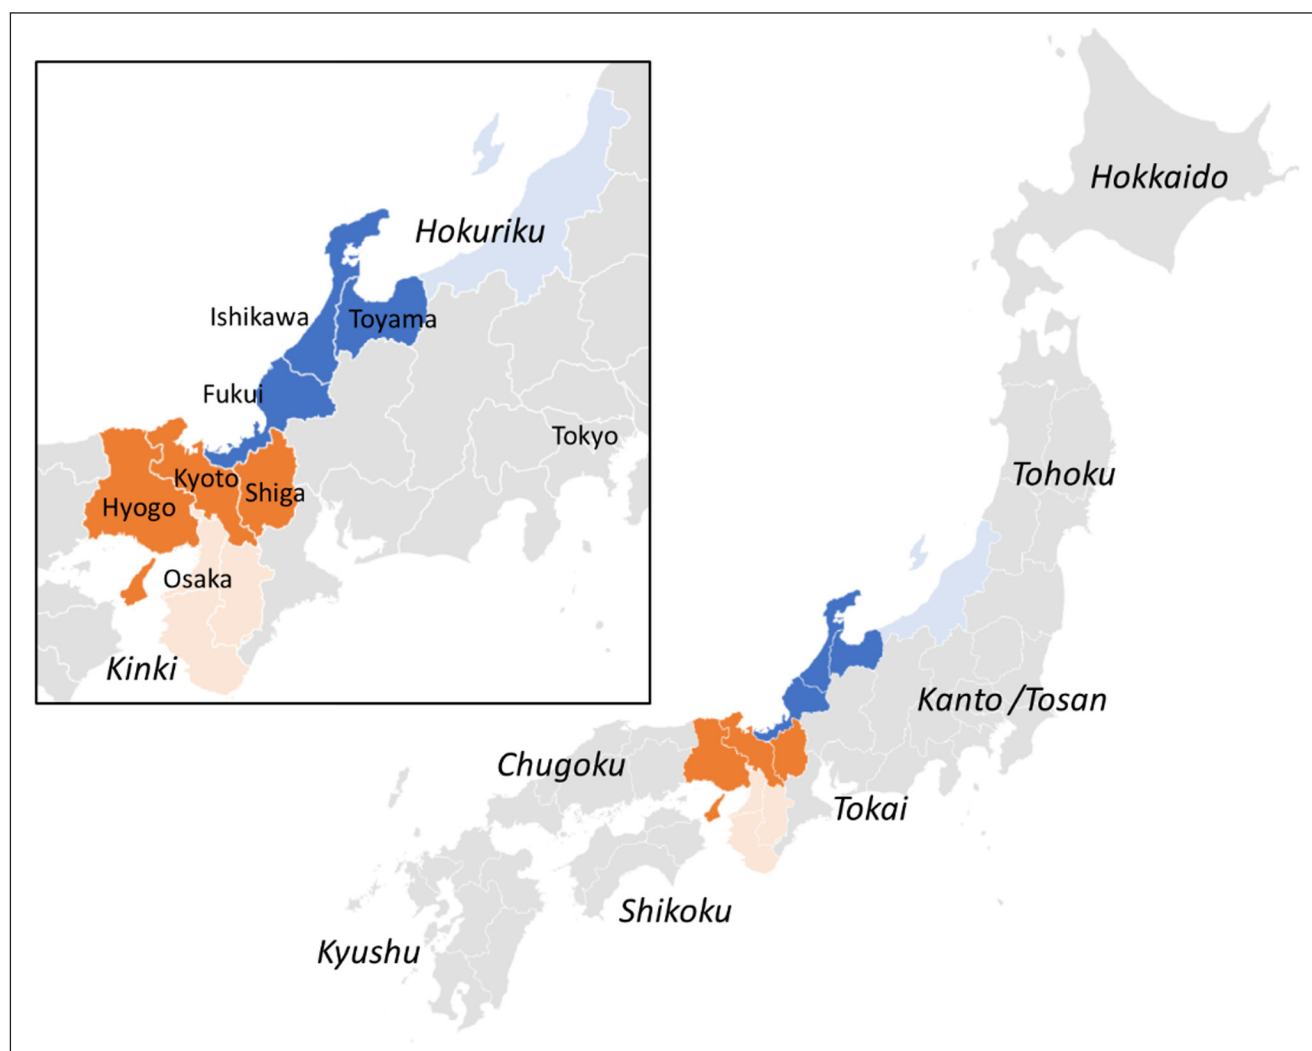 Hokuriku
Ishikawa
Toyama
Fukui
Tokyo
Kyoto
Shiga
Hyogo
Osaka
Kinki
Hokkaido
Tohoku
Kanto /Tosan
Chugoku
Tokai
Shikoku
Kyushu